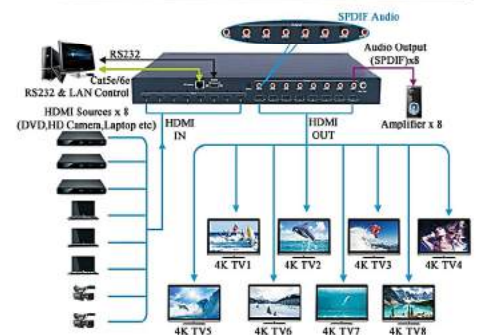 SPDIF Audio
RS232
Audio Output
(SPDIF)x8
Cat5e/6e
RS232 & LAN Control
HDMI Sources x 8
(DVD,HD Camera,Laptop etc)
HDMI
IN
HDMI
OUT
Amplifier x 8
4K TV1
4K TV2
4K TV3
4K TV4
4K TV5
4K TV6
4K TV7
4K TV8